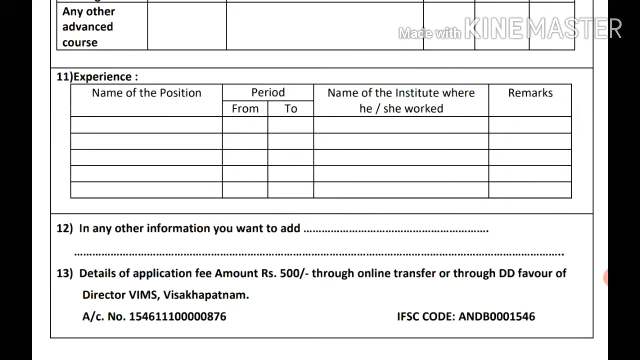 Any other
advanced
course
Made with KINEMASTER
11)Experience :
Name of the Position
Period
Name of the Institute where
he / she worked
Remarks
From
To
12) In any other information you want to add ……………………………………………………….
………………………………………………………………………………………………………………………………………………..
13) Details of application fee Amount Rs. 500/- through online transfer or through DD favour of
Director VIMS, Visakhapatnam.
A/c. No. 154611100000876
IFSC CODE: ANDB0001546